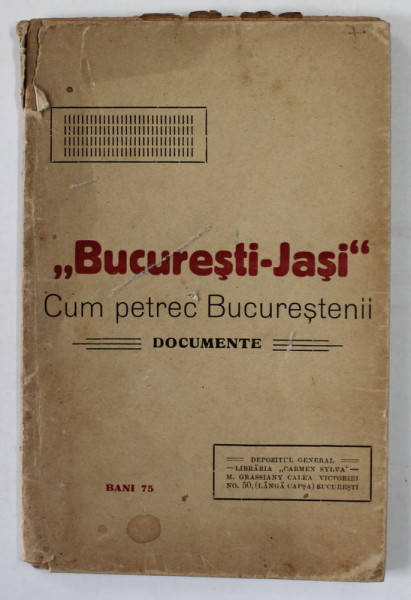 „Bucureşti-Jaşi“
Cum petrec Bucureştenii
DOCUMENTE
DEPOZITUL GENERAL
LIBRĂRIA „CARMEN SYLVA“
M. GRASSIANY CALEA VICTORIEI
NO. 50, (LÂNGĂ CAPŞA) BUCUREŞTI
BANI 75